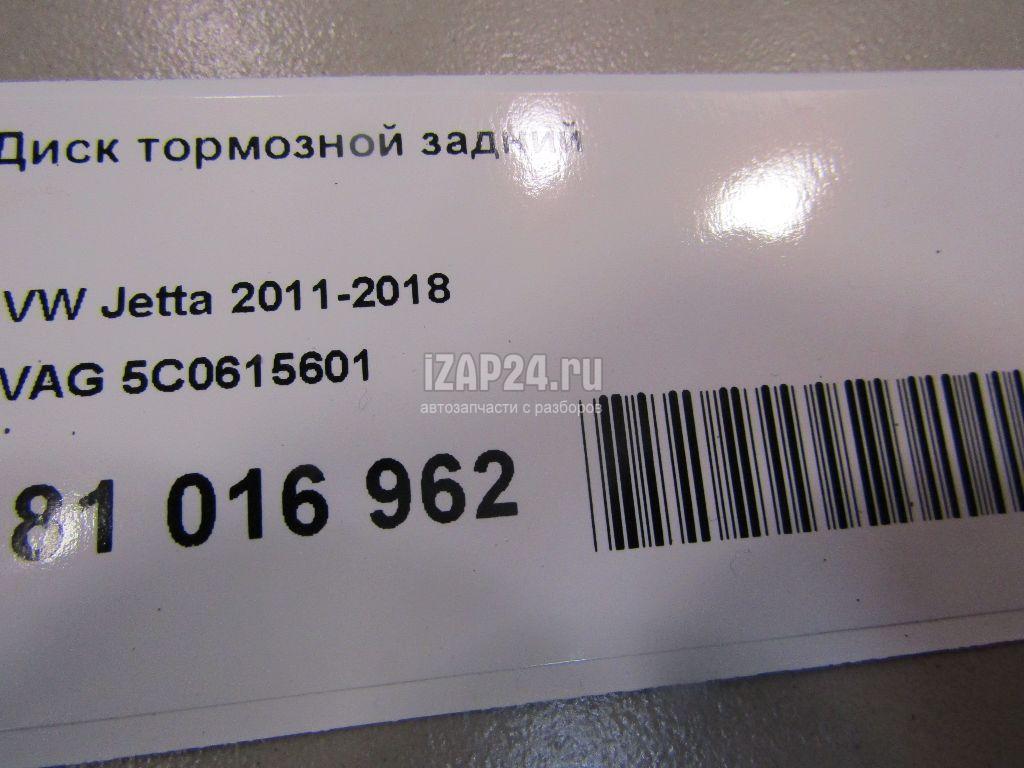 Диск тормозной задний
VW Jetta 2011-2018
VAG 5C0615601
iZAP24.ru
автозапчасти с разборов
81 016 962